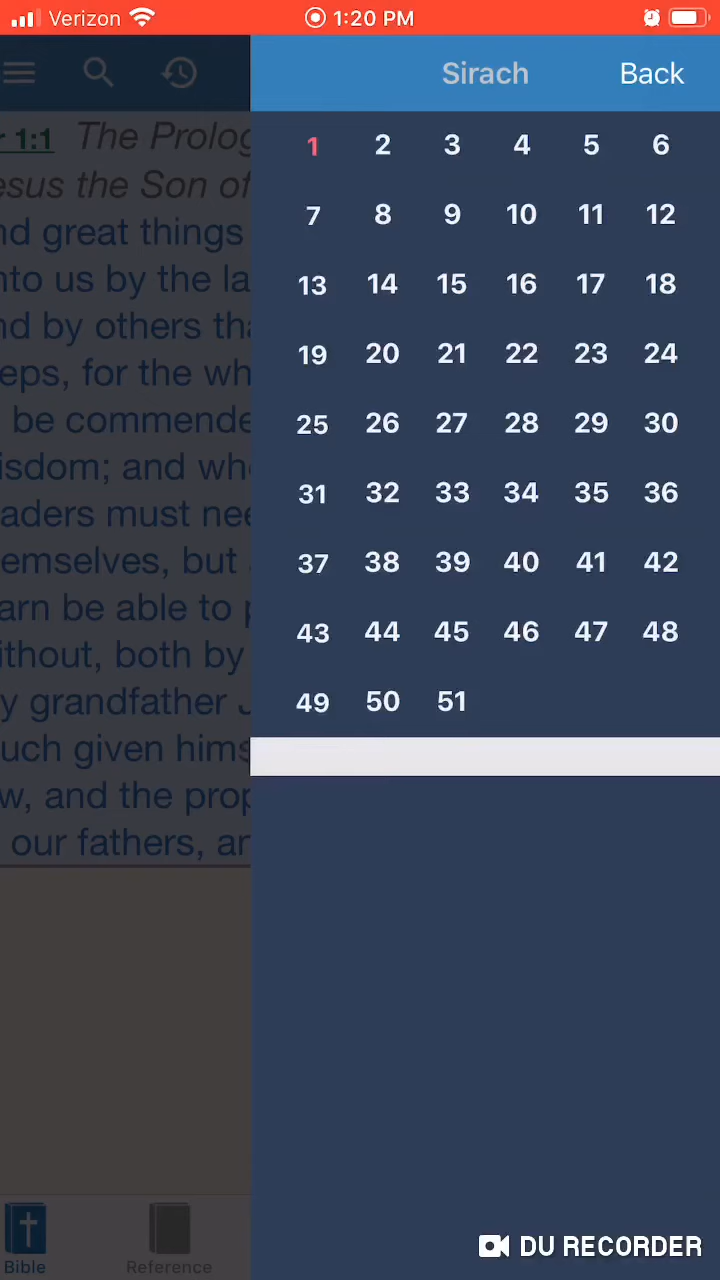 Verizon 1:20 PM
Sirach Back
1 2 3 4 5 6
7 8 9 10 11 12
13 14 15 16 17 18
19 20 21 22 23 24
25 26 27 28 29 30
31 32 33 34 35 36
37 38 39 40 41 42
43 44 45 46 47 48
49 50 51
r 1:1 The Prolog
esus the Son of
nd great things
nto us by the la
nd by others tha
eps, for the wh
be commende
isdom; and wh
aders must nee
emselves, but
arn be able to p
ithout, both by
y grandfather J
uch given hims
w, and the prop
our fathers, an
Bible Reference
DU RECORDER